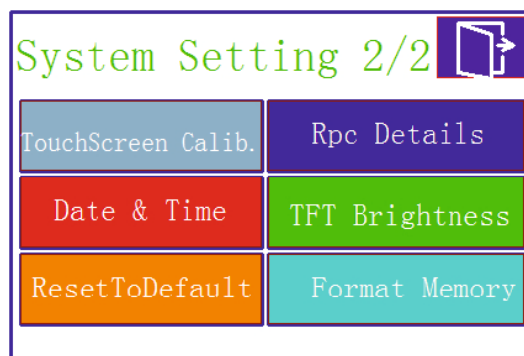 System Setting 2/2
TouchScreen Calib.
Rpc Details
Date & Time
TFT Brightness
ResetToDefault
Format Memory